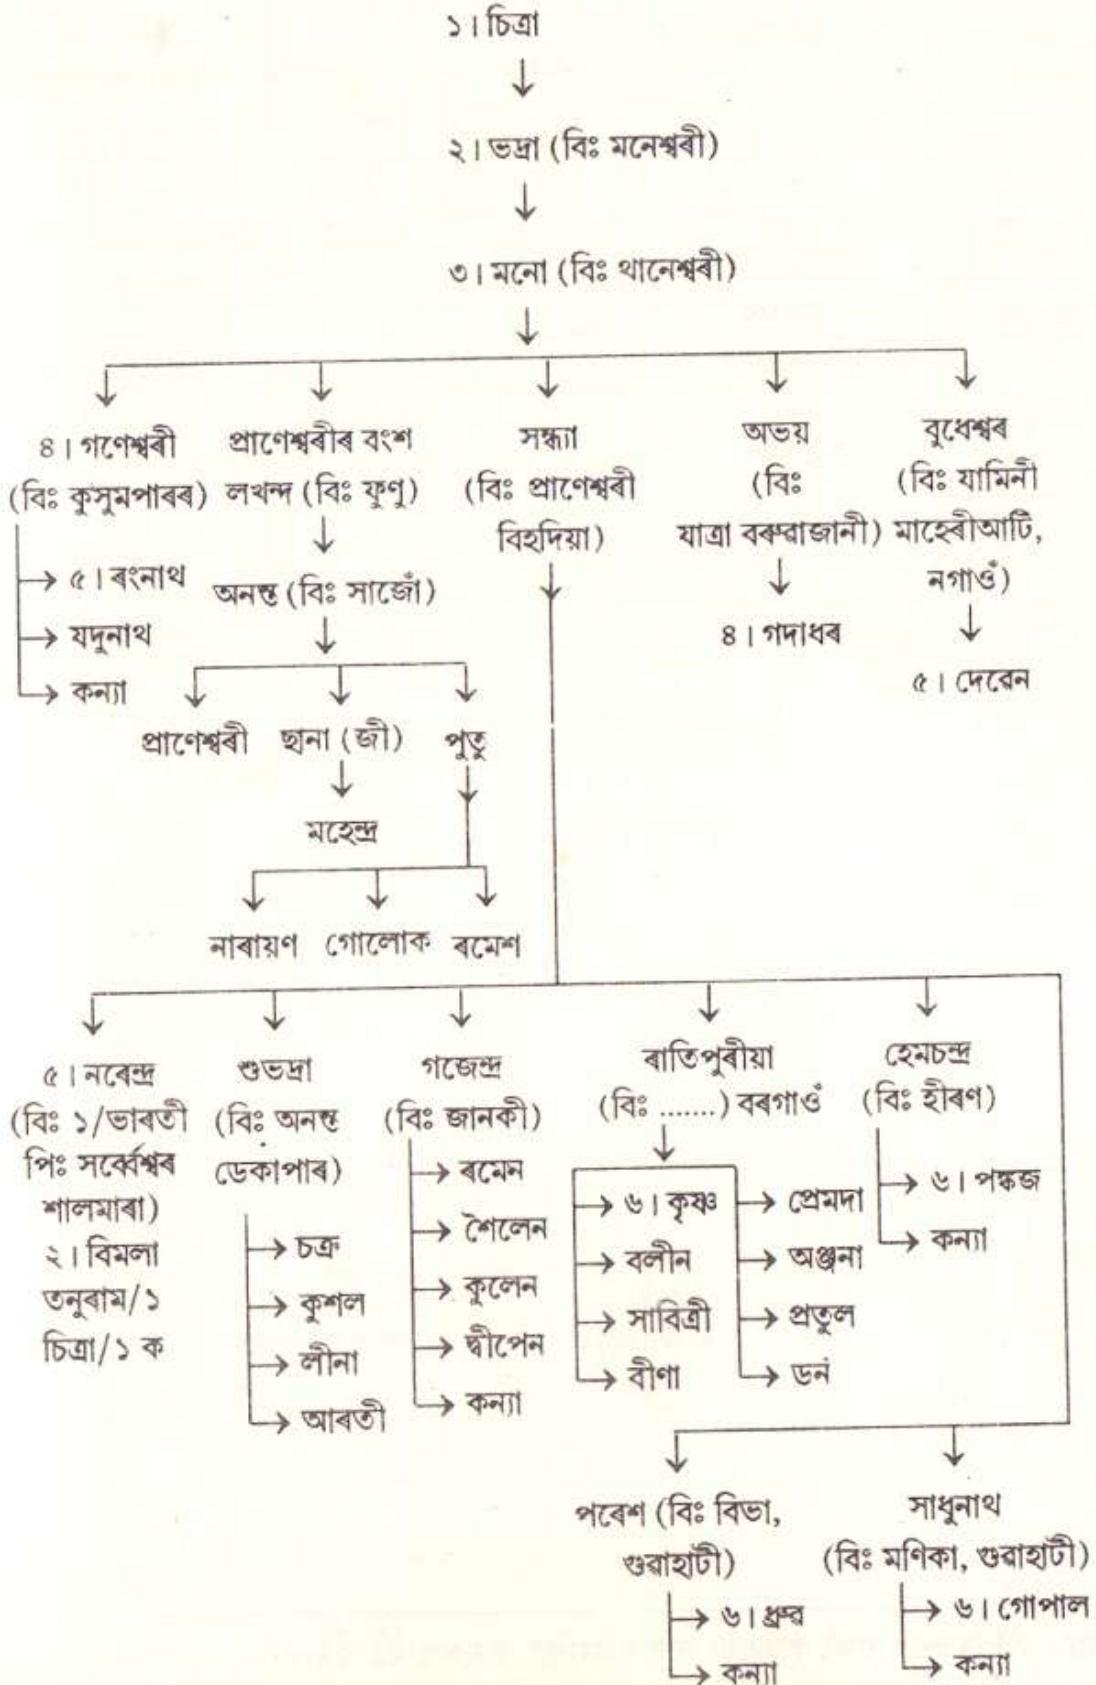 ১। চিত্ৰা
২। ভদ্ৰা (বিঃ মনেশ্বৰী)
৩। মনো (বিঃ থানেশ্বৰী)
৪। গণেশ্বৰী
(বিঃ কুসুমপাৰৰ)
৫। ৰংনাথ
যদুনাথ
কন্যা
প্ৰাণেশ্বৰীৰ বংশ
লখন্দ (বিঃ ফুণু)
অনন্ত (বিঃ সাজোঁ)
প্ৰাণেশ্বৰী ছানা (জী) পুতু
মহেন্দ্ৰ
নাৰায়ণ গোলোক ৰমেশ
সন্ধ্যা
(বিঃ প্ৰাণেশ্বৰী
বিহদিয়া)
অভয়
(বিঃ
যাত্ৰা বৰুৱাজানী)
৪। গদাধৰ
বুধেশ্বৰ
(বিঃ যামিনী
মাহেৰীআটি,
নগাওঁ)
৫। দেৱেন
৫। নৰেন্দ্ৰ
(বিঃ ১/ভাৰতী
পিঃ সৰ্ব্বেশ্বৰ
শালমাৰা)
২। বিমলা
তনুৰাম/১
চিত্ৰা/১ ক
শুভদ্ৰা
(বিঃ অনন্ত
ডেকাপাৰ)
চক্ৰ
কুশল
লীনা
আৰতী
গজেন্দ্ৰ
(বিঃ জানকী)
ৰমেন
শৈলেন
কুলেন
দ্বীপেন
কন্যা
ৰাতিপুৰীয়া
(বিঃ .......) বৰগাওঁ
৬। কৃষ্ণ
বলীন
সাবিত্ৰী
বীণা
প্ৰেমদা
অঞ্জনা
প্ৰতুল
ডন
হেমচন্দ্ৰ
(বিঃ হীৰণ)
৬। পঙ্কজ
কন্যা
পৰেশ (বিঃ বিভা,
গুৱাহাটী)
৬। ধ্ৰুৱ
কন্যা
সাধুনাথ
(বিঃ মণিকা, গুৱাহাটী)
৬। গোপাল
কন্যা